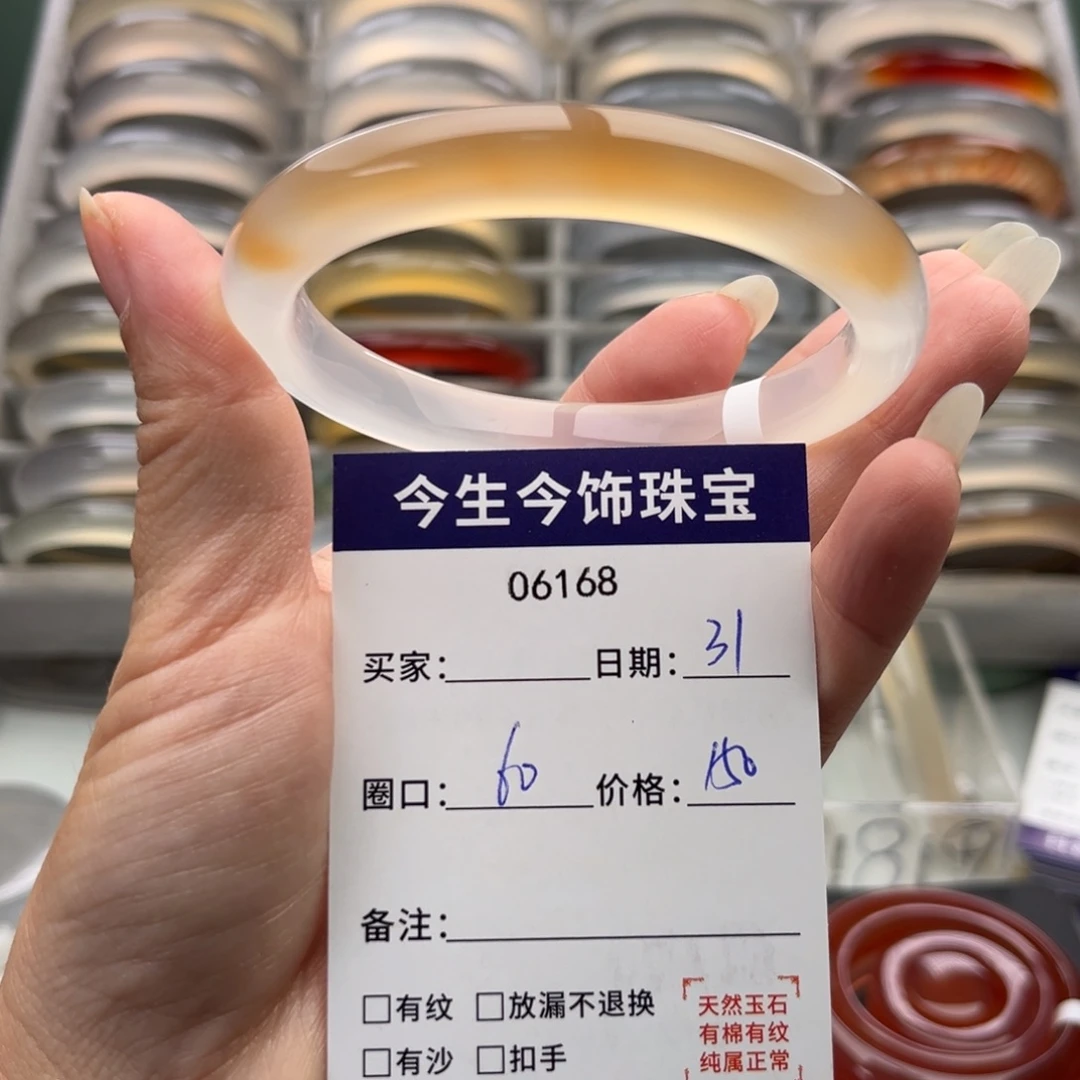 今生今饰珠宝
06168
买家: 日期: 31
圈口: 60 价格: 150
备注:
□有纹 □放漏不退换
□有沙 □扣手
天然玉石
有棉有纹
纯属正常